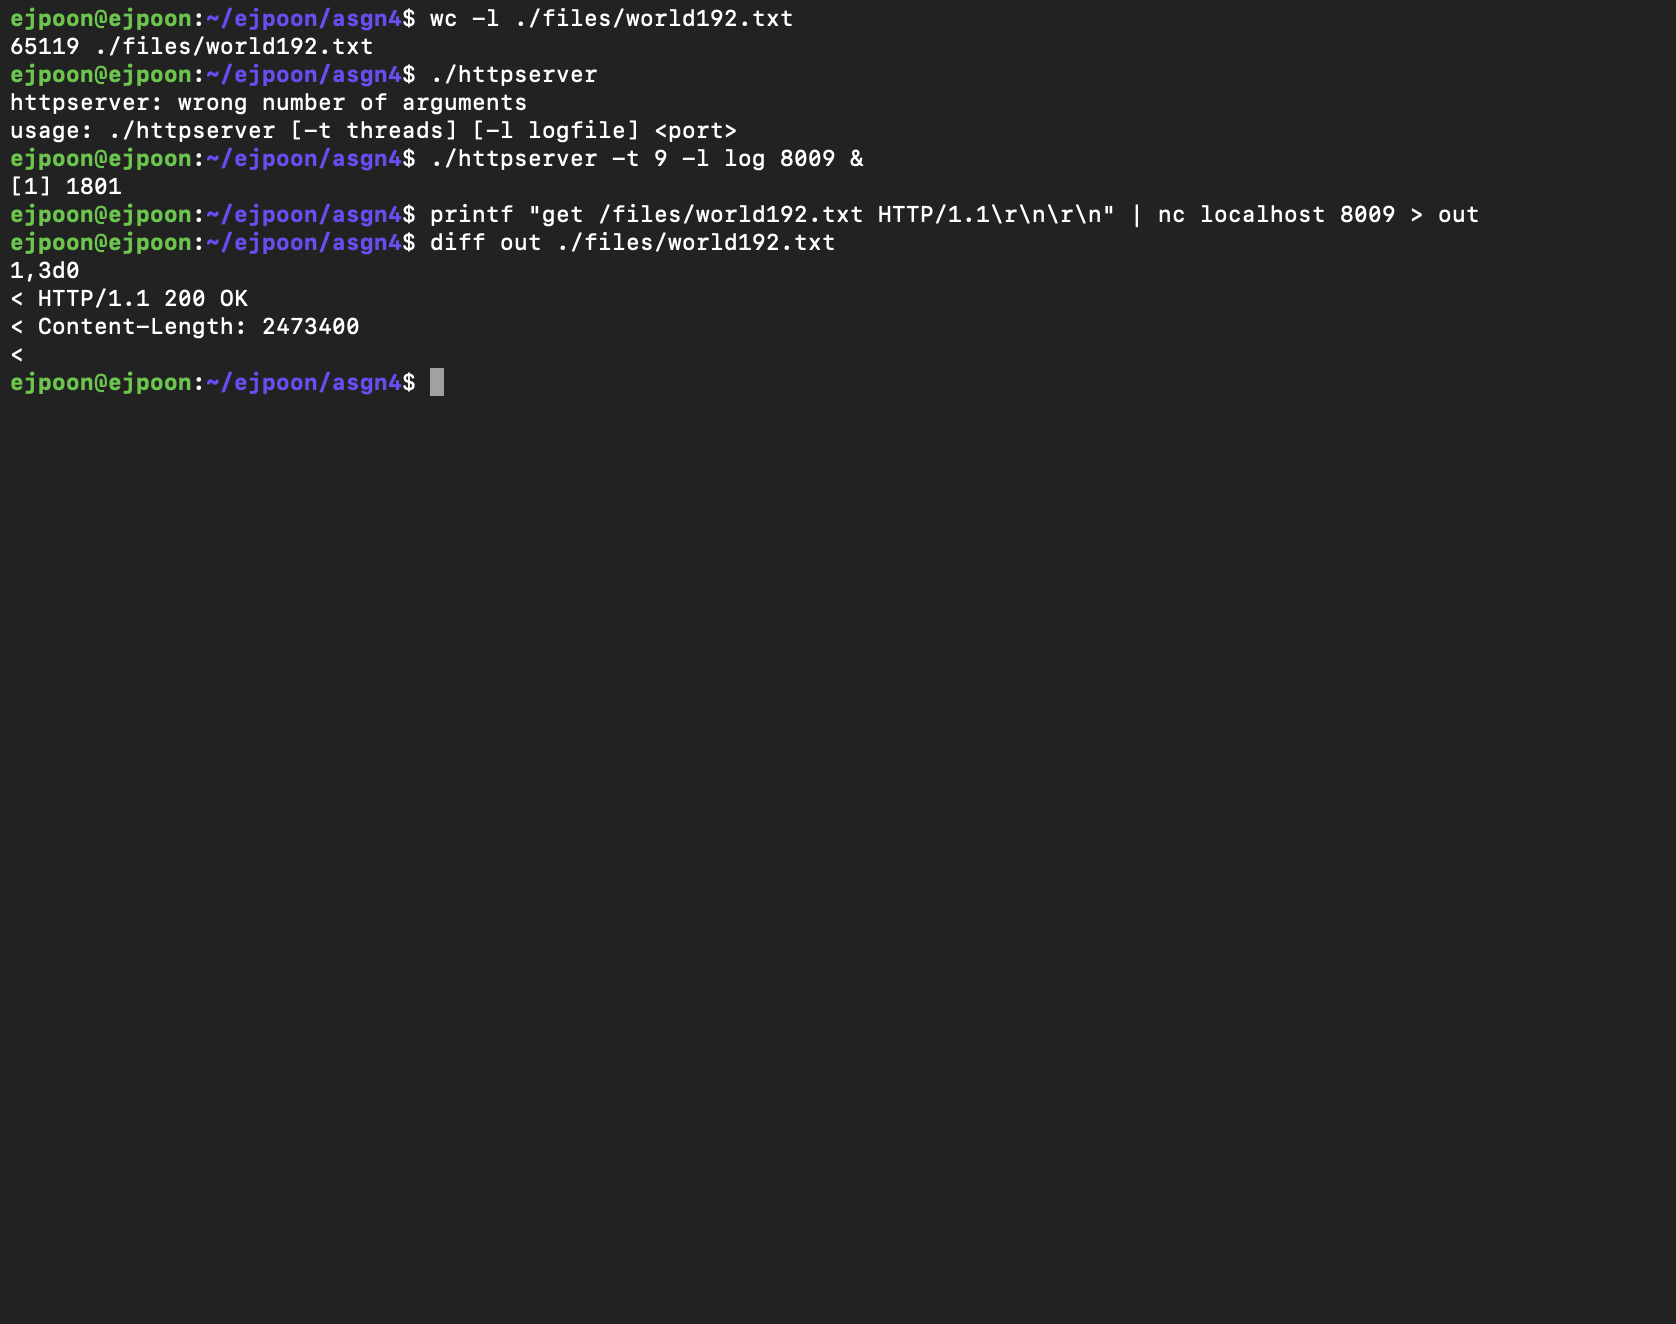 ejpoon@ejpoon:~/ejpoon/asgn4$ wc -l ./files/world192.txt
65119 ./files/world192.txt
ejpoon@ejpoon:~/ejpoon/asgn4$ ./httpserver
httpserver: wrong number of arguments
usage: ./httpserver [-t threads] [-l logfile] <port>
ejpoon@ejpoon:~/ejpoon/asgn4$ ./httpserver -t 9 -l log 8009 &
[1] 1801
ejpoon@ejpoon:~/ejpoon/asgn4$ printf "get /files/world192.txt HTTP/1.1\r\n\r\n" | nc localhost 8009 > out
ejpoon@ejpoon:~/ejpoon/asgn4$ diff out ./files/world192.txt
1,3d0
< HTTP/1.1 200 OK
< Content-Length: 2473400
<
ejpoon@ejpoon:~/ejpoon/asgn4$